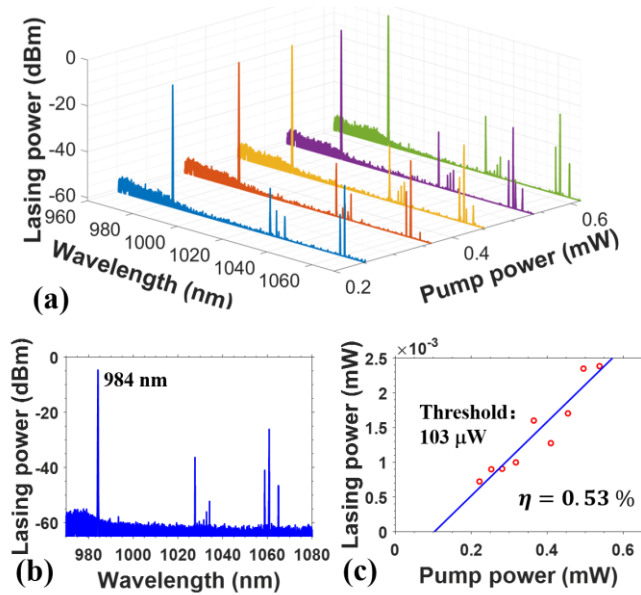 0
-20
-40
-60
Lasing power (dBm)
960
980
1000
1020
1040
1060
Wavelength (nm)
0.2
0.4
0.6
Pump power (mW)
(a)
0
-20
-40
-60
Lasing power (dBm)
984 nm
980
1000
1020
1040
1060
1080
Wavelength (nm)
(b)
×10⁻³
2.5
2
1.5
1
0.5
0
Lasing power (mW)
Threshold:
103 μW
η = 0.53 %
0
0.2
0.4
0.6
Pump power (mW)
(c)